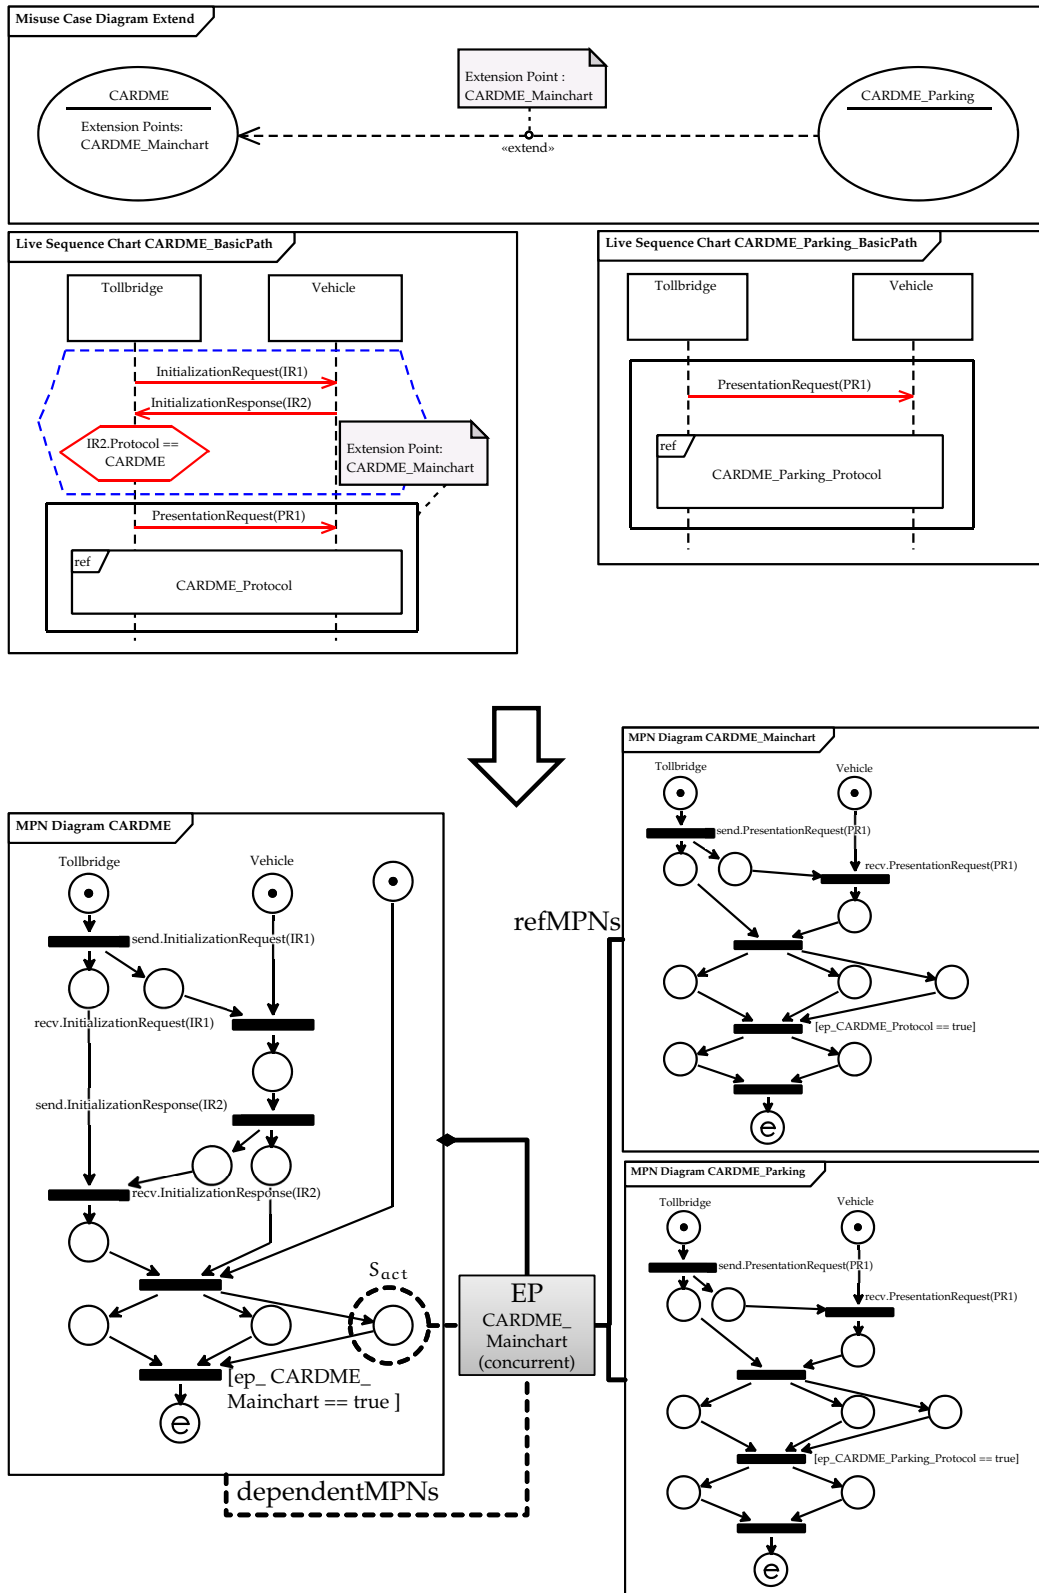 Misuse Case Diagram Extend
CARDME
Extension Points:
CARDME_Mainchart
Extension Point :
CARDME_Mainchart
«extend»
CARDME_Parking
Live Sequence Chart CARDME_BasicPath
Tollbridge
Vehicle
InitializationRequest(IR1)
InitializationResponse(IR2)
IR2.Protocol ==
CARDME
Extension Point:
CARDME_Mainchart
PresentationRequest(PR1)
ref
CARDME_Protocol
Live Sequence Chart CARDME_Parking_BasicPath
Tollbridge
Vehicle
PresentationRequest(PR1)
ref
CARDME_Parking_Protocol
MPN Diagram CARDME
Tollbridge
Vehicle
send.InitializationRequest(IR1)
recv.InitializationRequest(IR1)
send.InitializationResponse(IR2)
recv.InitializationResponse(IR2)
Sact
[ep_ CARDME_
Mainchart == true ]
e
dependentMPNs
EP
CARDME_
Mainchart
(concurrent)
refMPNs
MPN Diagram CARDME_Mainchart
Tollbridge
Vehicle
send.PresentationRequest(PR1)
recv.PresentationRequest(PR1)
[ep_CARDME_Protocol == true]
e
MPN Diagram CARDME_Parking
Tollbridge
Vehicle
send.PresentationRequest(PR1)
recv.PresentationRequest(PR1)
[ep_CARDME_Parking_Protocol == true]
e